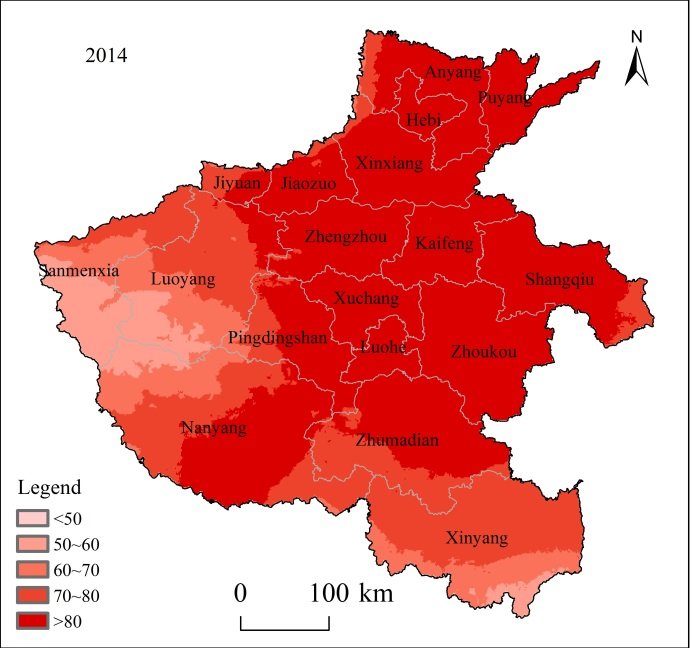 2014
N
Anyang
Puyang
Hebi
Xinxiang
Jiyuan
Jiaozuo
Zhengzhou
Kaifeng
Sanmenxia
Luoyang
Shangqiu
Xuchang
Pingdingshan
Luohe
Zhoukou
Nanyang
Zhumadian
Xinyang
Legend
<50
50~60
60~70
70~80
>80
0 100 km